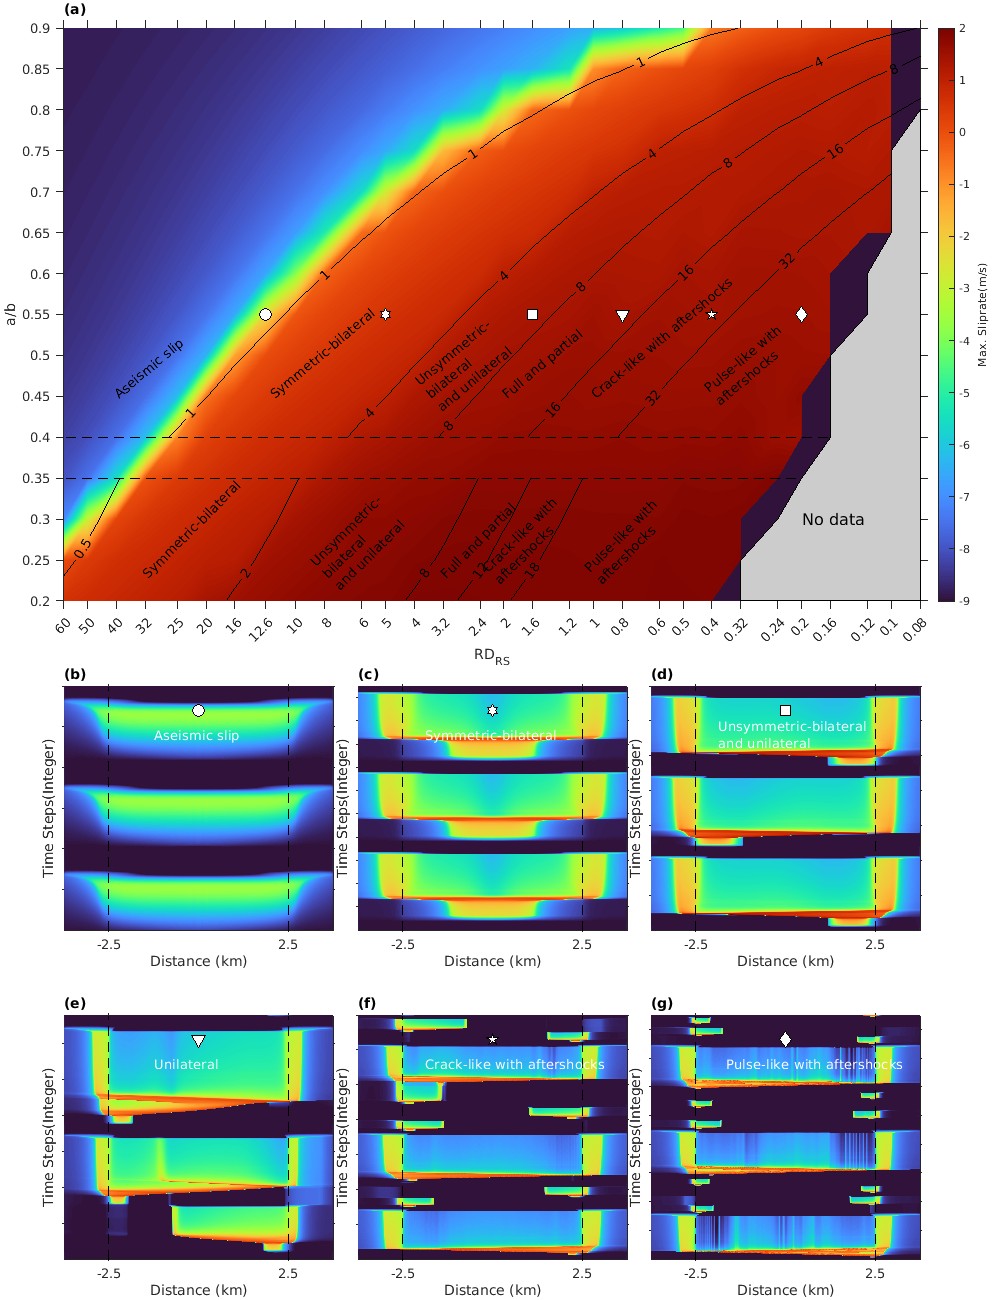 (a)
0.9
0.85
0.8
0.75
0.7
0.65
0.6
0.55
0.5
0.45
0.4
0.35
0.3
0.25
0.2
a/b
1
4
8
1
4
8
16
1
4
8
16
32
Aseismic slip
Symmetric-bilateral
Unsymmetric-
bilateral
and unilateral
Full and partial
Crack-like with aftershocks
Pulse-like with
aftershocks
1
4
8
16
32
0.5
Symmetric-bilateral
2
Unsymmetric-
bilateral
and unilateral
8
Full and partial
12
Crack-like with
aftershocks
18
Pulse-like with
aftershocks
No data
60 50 40 32 25 20 16 12.6 10 8 6 5 4 3.2 2.4 2 1.6 1.2 1 0.8 0.6 0.5 0.4 0.32 0.24 0.2 0.16 0.12 0.1 0.08
RD_RS
2
1
0
-1
-2
-3
-4
-5
-6
-7
-8
-9
Max. Sliprate(m/s)
(b)
Aseismic slip
Time Steps(Integer)
-2.5 2.5
Distance (km)
(c)
Symmetric-bilateral
Time Steps(Integer)
-2.5 2.5
Distance (km)
(d)
Unsymmetric-bilateral
and unilateral
Time Steps(Integer)
-2.5 2.5
Distance (km)
(e)
Unilateral
Time Steps(Integer)
-2.5 2.5
Distance (km)
(f)
Crack-like with aftershocks
Time Steps(Integer)
-2.5 2.5
Distance (km)
(g)
Pulse-like with aftershocks
Time Steps(Integer)
-2.5 2.5
Distance (km)